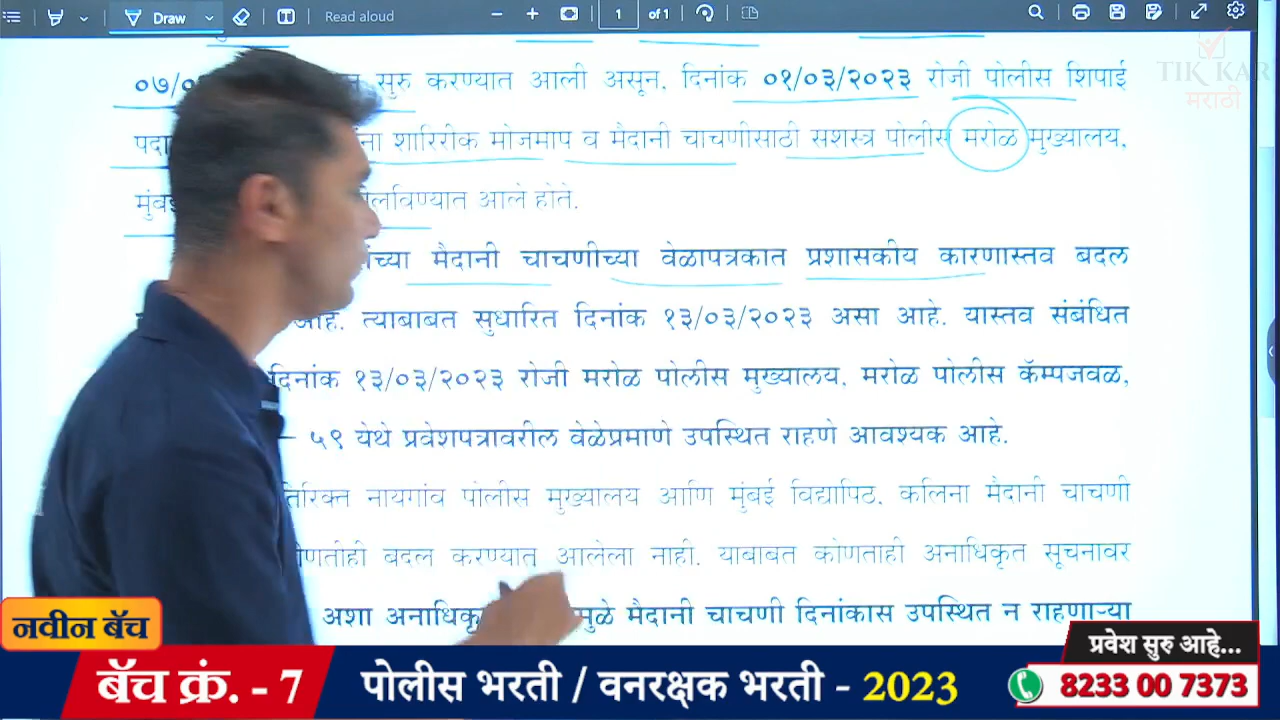 Draw
Read aloud
1 of 1
TIK KAR
मराठी
सुरु करण्यात आली असून, दिनांक ०१/०३/२०२३ रोजी पोलीस शिपाई
शारिरीक मोजमाप व मैदानी चाचणीसाठी सशस्त्र पोलीस मरोळ मुख्यालय,
आले होते.
मैदानी चाचणीच्या वेळापत्रकात प्रशासकीय कारणास्तव बदल
आहे. त्याबाबत सुधारित दिनांक १३/०३/२०२३ असा आहे. यास्तव संबंधित
दिनांक १३/०३/२०२३ रोजी मरोळ पोलीस मुख्यालय, मरोळ पोलीस कॅम्पजवळ,
– ५९ येथे प्रवेशपत्रावरील वेळेप्रमाणे उपस्थित राहणे आवश्यक आहे.
नायगांव पोलीस मुख्यालय आणि मुंबई विद्यापिठ, कलिना मैदानी चाचणी
बदल करण्यात आलेला नाही. याबाबत कोणताही अनाधिकृत सूचनावर
अशा मैदानी चाचणी दिनांकास उपस्थित न राहणाऱ्या
नवीन बॅच
प्रवेश सुरु आहे...
बॅच क्रं. - 7 पोलीस भरती / वनरक्षक भरती - 2023 8233 00 7373